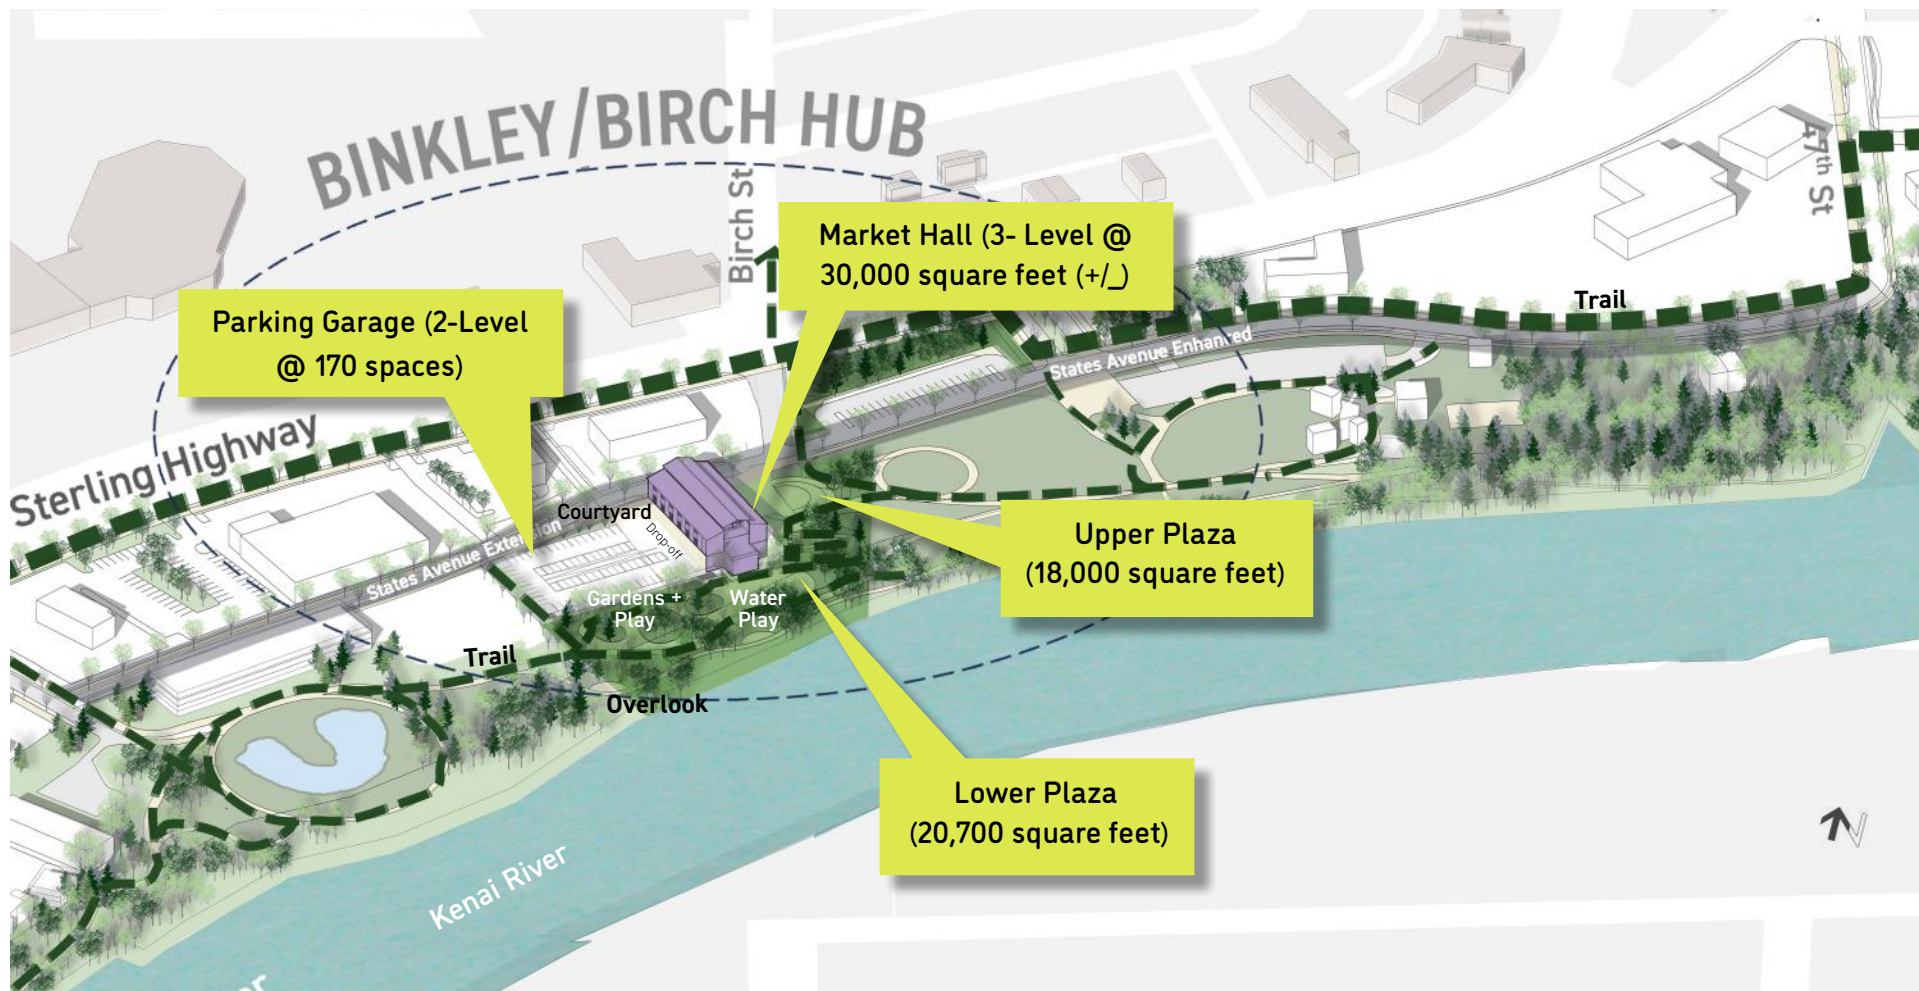 BINKLEY/BIRCH HUB
Birch St
47th St
Market Hall (3- Level @
30,000 square feet (+/_)
Parking Garage (2-Level
@ 170 spaces)
Trail
States Avenue Enhanced
Sterling Highway
Courtyard
Drop-off
States Avenue Extension
Upper Plaza
(18,000 square feet)
Gardens +
Play
Water
Play
Trail
Overlook
Lower Plaza
(20,700 square feet)
Kenai River
N